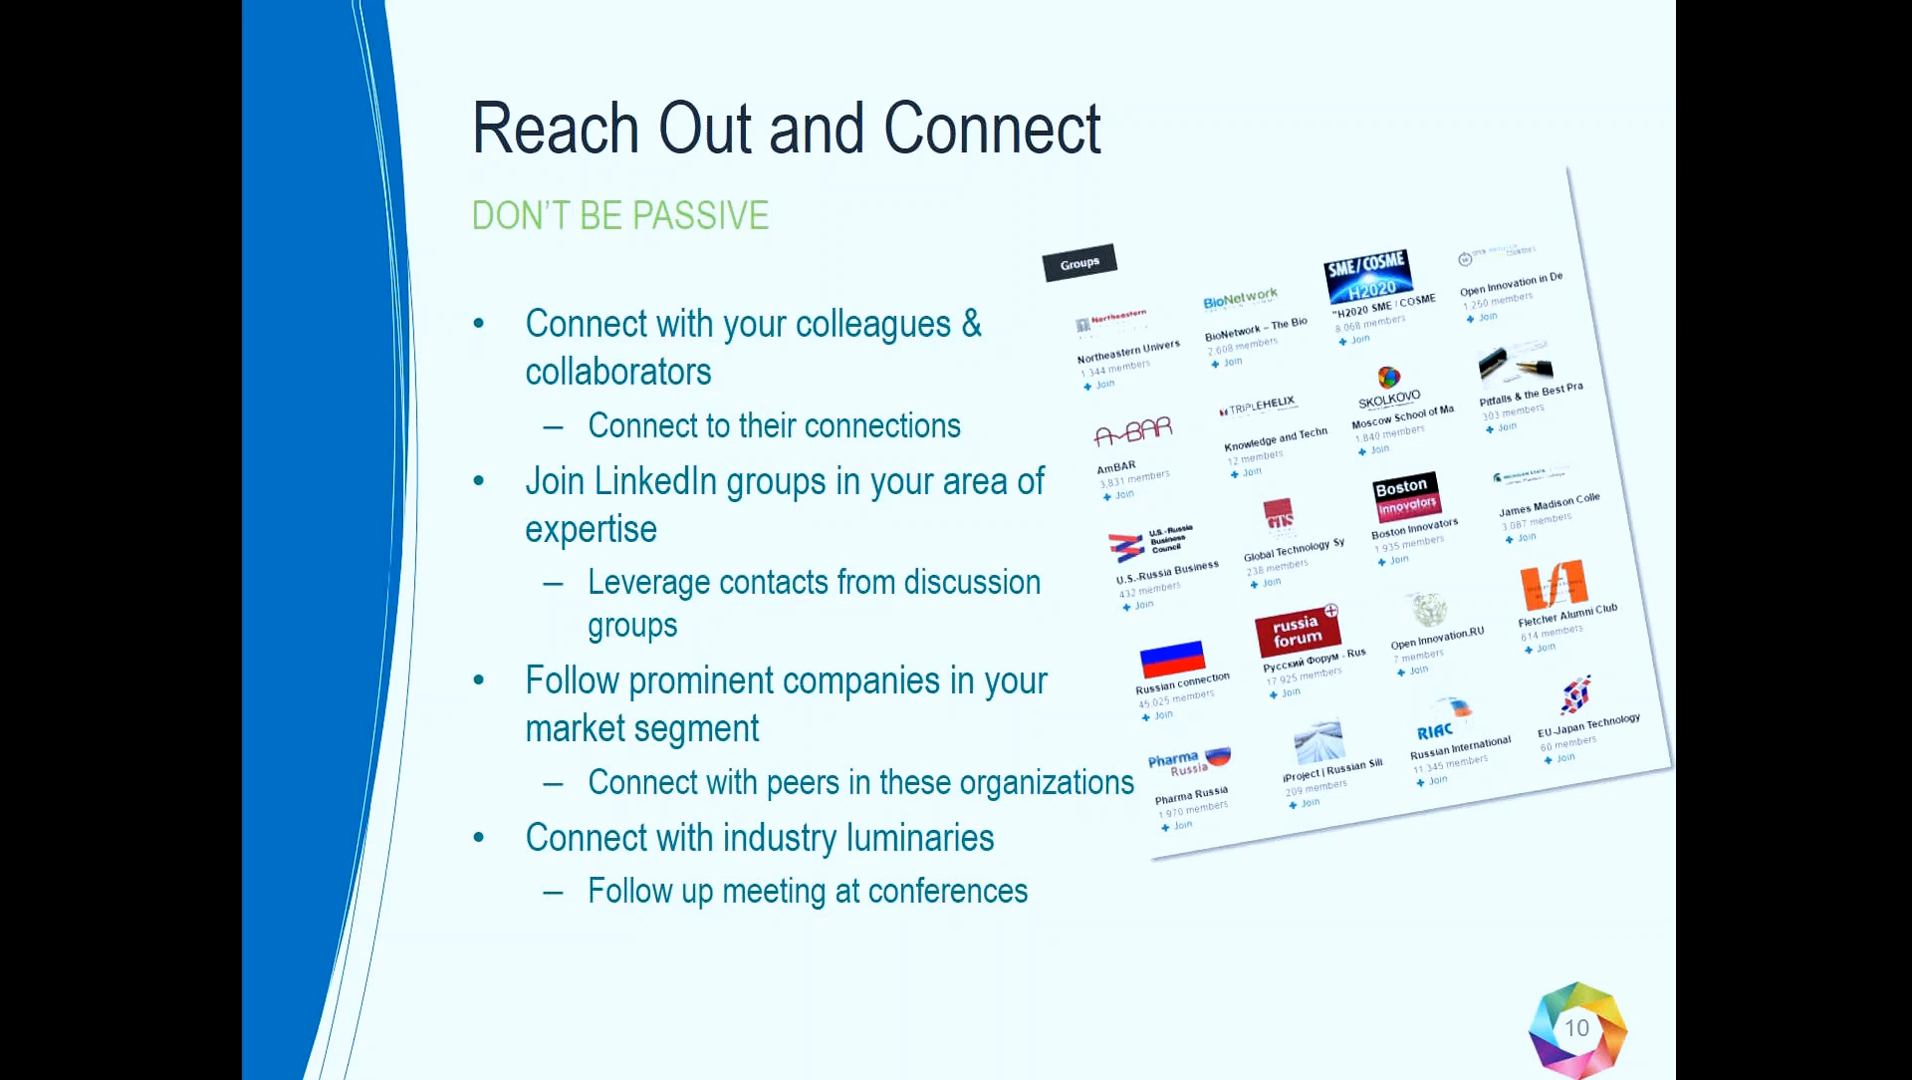 Reach Out and Connect
DON'T BE PASSIVE
• Connect with your colleagues &
collaborators
– Connect to their connections
• Join LinkedIn groups in your area of
expertise
– Leverage contacts from discussion
groups
• Follow prominent companies in your
market segment
– Connect with peers in these organizations
• Connect with industry luminaries
– Follow up meeting at conferences
Groups
Northeastern
Northeastern Univers
1,344 members
+ Join
BioNetwork
BioNetwork – The Bio
2,608 members
+ Join
SME/COSME
H2020
"H2020 SME / COSME
8,068 members
+ Join
Open Innovation in De
1,250 members
+ Join
AmBAR
AmBAR
3,831 members
+ Join
TRIPLEHELIX
Knowledge and Techn
12 members
+ Join
SKOLKOVO
Moscow School of Ma
1,840 members
+ Join
Pitfalls & the Best Pra
303 members
+ Join
U.S.-Russia
Business
Council
U.S.-Russia Business
432 members
+ Join
Global Technology Sy
238 members
+ Join
Boston
Innovators
Boston Innovators
1,935 members
+ Join
James Madison Colle
3,087 members
+ Join
Russian connection
45,025 members
+ Join
russia
forum
Русский Форум - Rus
17,925 members
+ Join
Open Innovation.RU
7 members
+ Join
Fletcher Alumni Club
614 members
+ Join
Pharma
Russia
Pharma Russia
1,970 members
+ Join
iProject | Russian Sili
209 members
+ Join
RIAC
Russian International
11,345 members
+ Join
EU-Japan Technology
60 members
+ Join
10